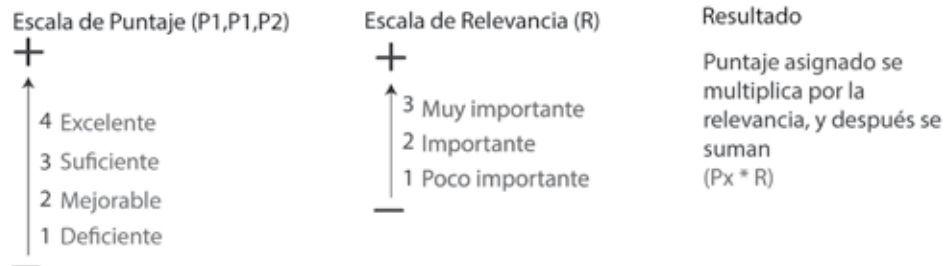 Escala de Puntaje (P1,P1,P2)
+
4 Excelente
3 Suficiente
2 Mejorable
1 Deficiente
Escala de Relevancia (R)
+
3 Muy importante
2 Importante
1 Poco importante
—
Resultado
Puntaje asignado se
multiplica por la
relevancia, y después se
suman
(Px * R)